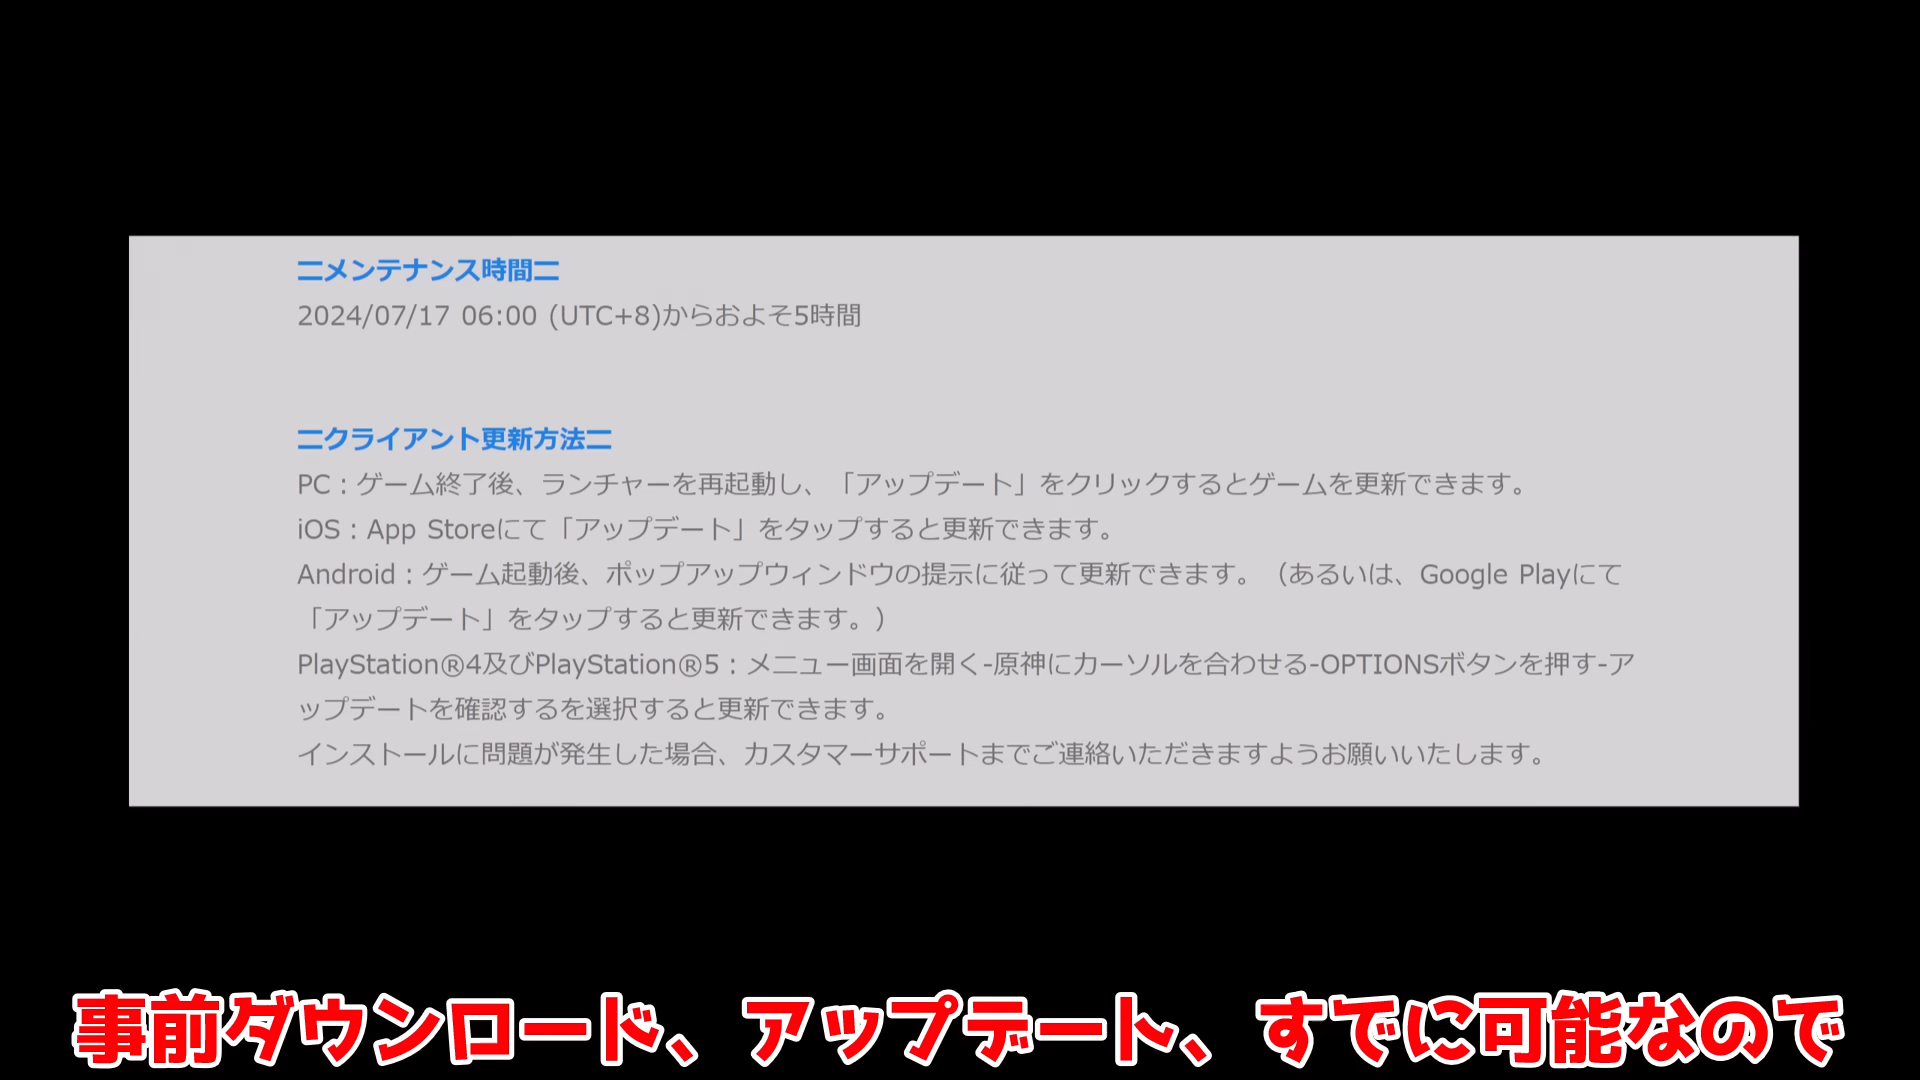 二メンテナンス時間二
2024/07/17 06:00 (UTC+8)からおよそ5時間
二クライアント更新方法二
PC：ゲーム終了後、ランチャーを再起動し、「アップデート」をクリックするとゲームを更新できます。
iOS：App Storeにて「アップデート」をタップすると更新できます。
Android：ゲーム起動後、ポップアップウィンドウの提示に従って更新できます。（あるいは、Google Playにて
「アップデート」をタップすると更新できます。）
PlayStation®4及びPlayStation®5：メニュー画面を開く-原神にカーソルを合わせる-OPTIONSボタンを押す-ア
ップデートを確認するを選択すると更新できます。
インストールに問題が発生した場合、カスタマーサポートまでご連絡いただきますようお願いいたします。
事前ダウンロード、アップデート、すでに可能なので